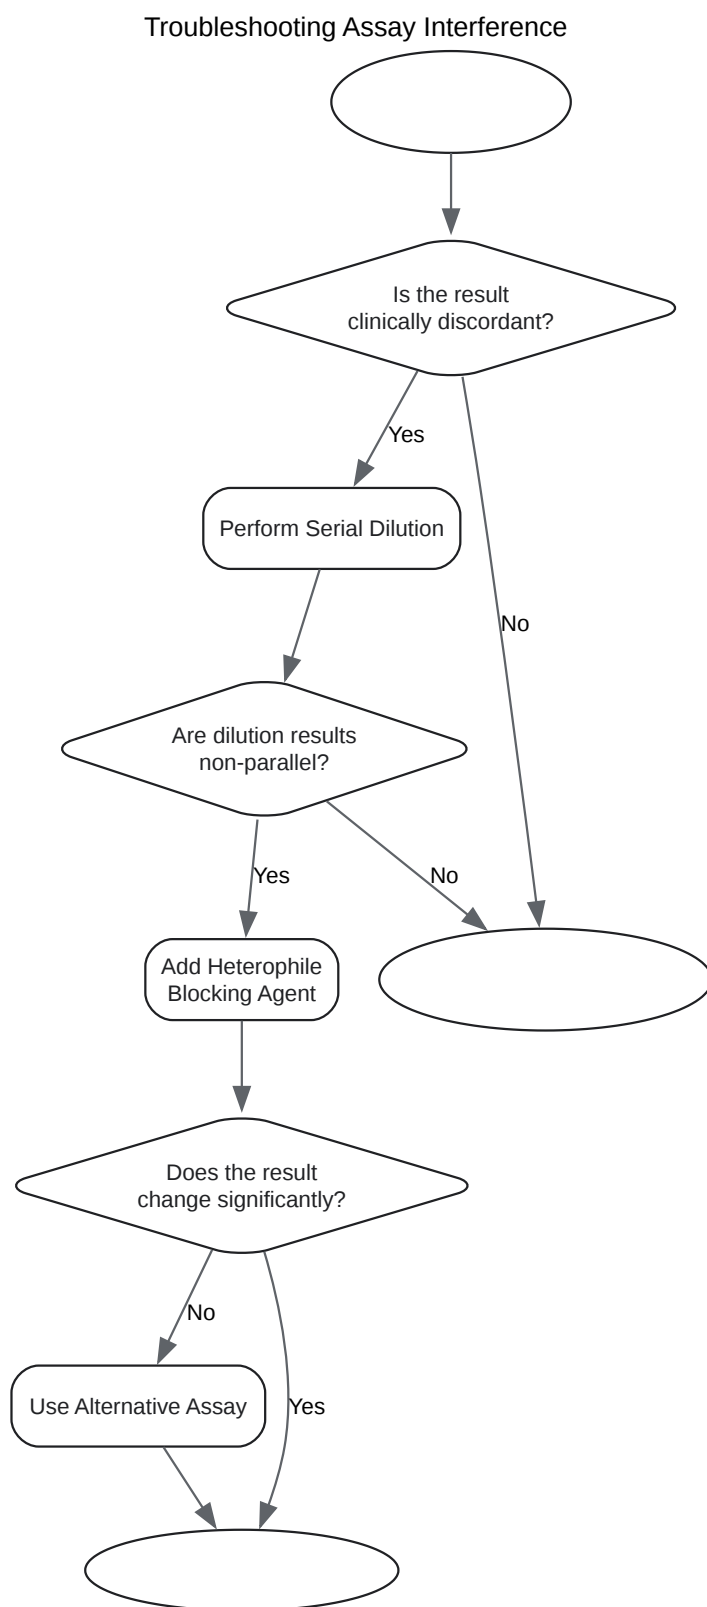 Troubleshooting Assay Interference
Is the result
clinically discordant?
Yes
Perform Serial Dilution
No
Are dilution results
non-parallel?
Yes
No
Add Heterophile
Blocking Agent
Does the result
change significantly?
No
Use Alternative Assay
Yes